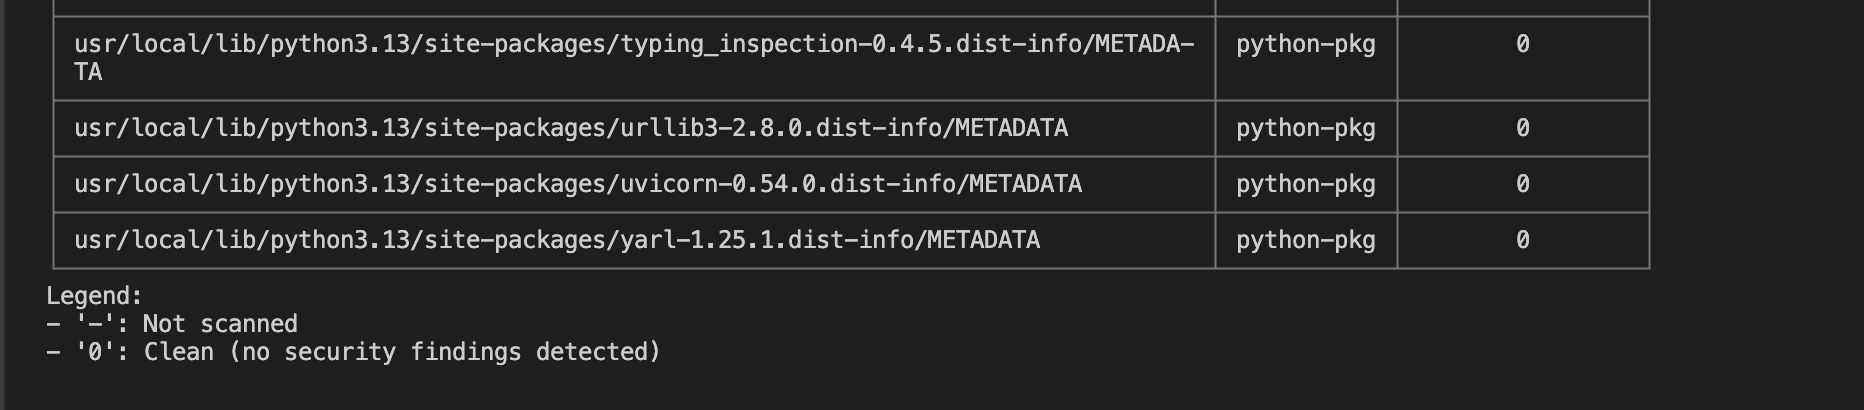 usr/local/lib/python3.13/site-packages/typing_inspection-0.4.5.dist-info/METADA- python-pkg 0
TA
usr/local/lib/python3.13/site-packages/urllib3-2.8.0.dist-info/METADATA python-pkg 0
usr/local/lib/python3.13/site-packages/uvicorn-0.54.0.dist-info/METADATA python-pkg 0
usr/local/lib/python3.13/site-packages/yarl-1.25.1.dist-info/METADATA python-pkg 0
Legend:
- '-': Not scanned
- '0': Clean (no security findings detected)